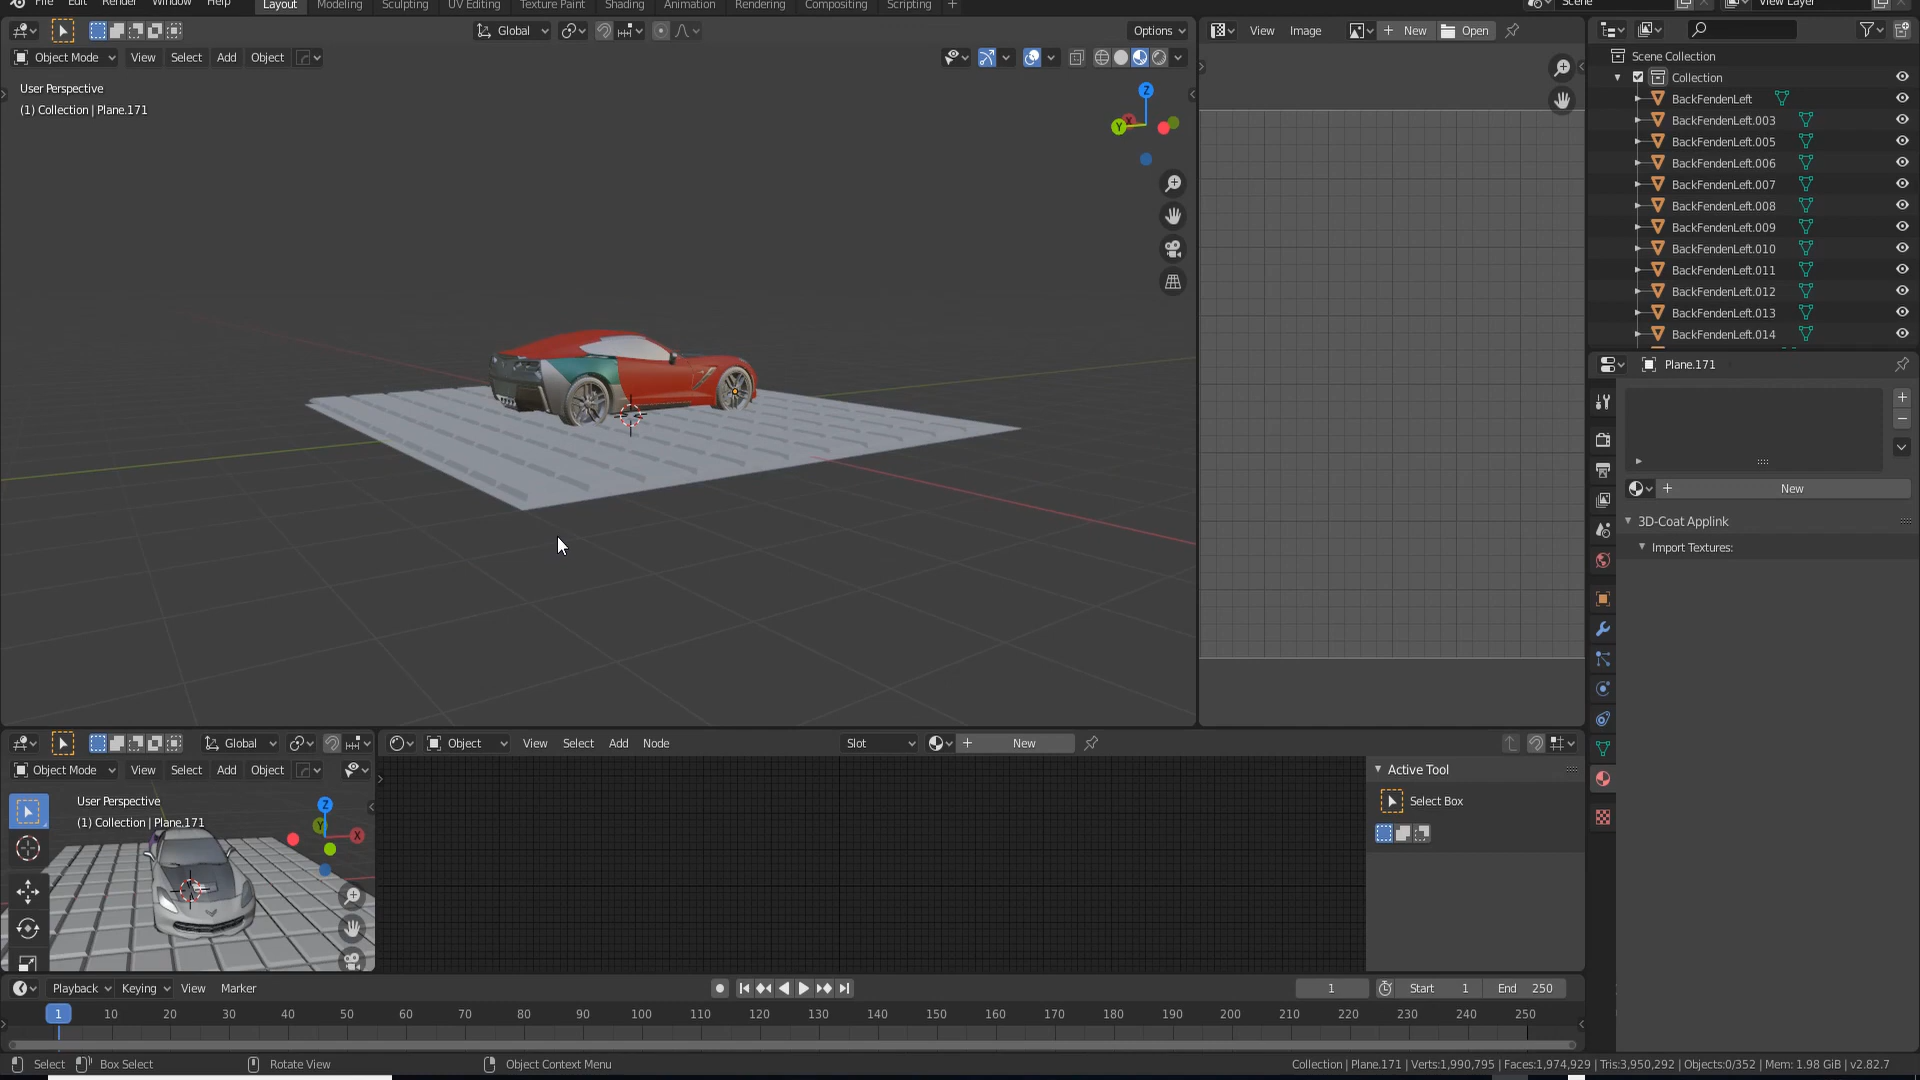 File Edit Render Window Help Layout Modeling Sculpting UV Editing Texture Paint Shading Animation Rendering Compositing Scripting + Scene View Layer
Global Options View Image New Open
Object Mode View Select Add Object
User Perspective
(1) Collection | Plane.171
Z
Y
X
Scene Collection
Collection
BackFendenLeft
BackFendenLeft.003
BackFendenLeft.005
BackFendenLeft.006
BackFendenLeft.007
BackFendenLeft.008
BackFendenLeft.009
BackFendenLeft.010
BackFendenLeft.011
BackFendenLeft.012
BackFendenLeft.013
BackFendenLeft.014
Plane.171
New
3D-Coat Applink
Import Textures:
Global Object View Select Add Node Slot New
Object Mode View Select Add Object
User Perspective
(1) Collection | Plane.171
Z
Y
X
Active Tool
Select Box
Playback Keying View Marker 1 Start 1 End 250
1 10 20 30 40 50 60 70 80 90 100 110 120 130 140 150 160 170 180 190 200 210 220 230 240 250
Select Box Select Rotate View Object Context Menu Collection | Plane.171 | Verts:1,990,795 | Faces:1,974,929 | Tris:3,950,292 | Objects:0/352 | Mem: 1.98 GiB | v2.82.7